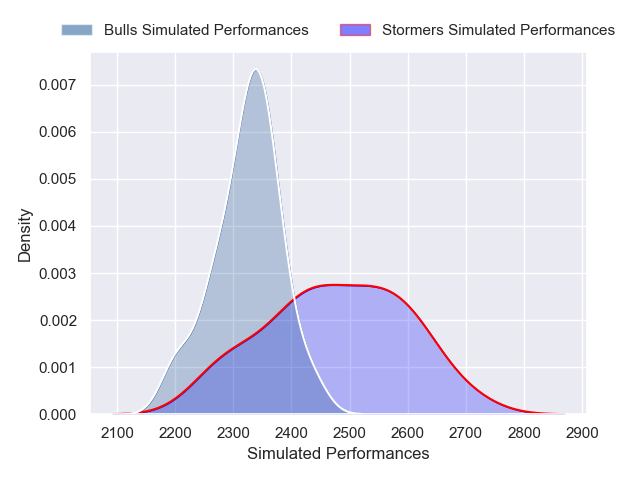 Bulls Simulated Performances Stormers Simulated Performances
0.007
0.006
0.005
0.004
0.003
0.002
0.001
0.000
Density
2100 2200 2300 2400 2500 2600 2700 2800 2900
Simulated Performances